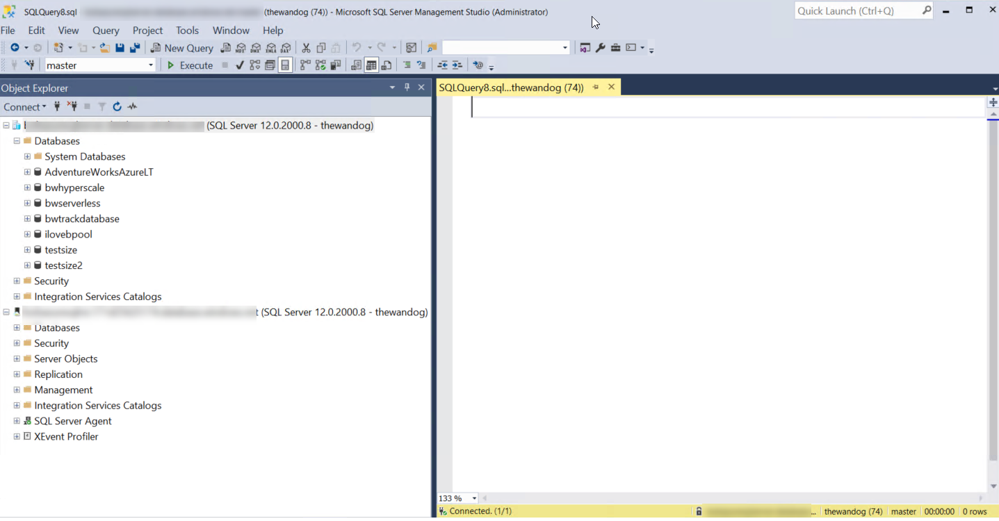 SQLQuery8.sql (thewandog (74)) - Microsoft SQL Server Management Studio (Administrator)
Quick Launch (Ctrl+Q)
File Edit View Query Project Tools Window Help
New Query MDX DMX XMLA DAX
master Execute
Object Explorer
SQLQuery8.sql...thewandog (74))
Connect
(SQL Server 12.0.2000.8 - thewandog)
Databases
System Databases
AdventureWorksAzureLT
bwhyperscale
bwserverless
bwtrackdatabase
ilovebpool
testsize
testsize2
Security
Integration Services Catalogs
t (SQL Server 12.0.2000.8 - thewandog)
Databases
Security
Server Objects
Replication
Management
Integration Services Catalogs
SQL Server Agent
XEvent Profiler
133 %
Connected. (1/1) ... thewandog (74) master 00:00:00 0 rows